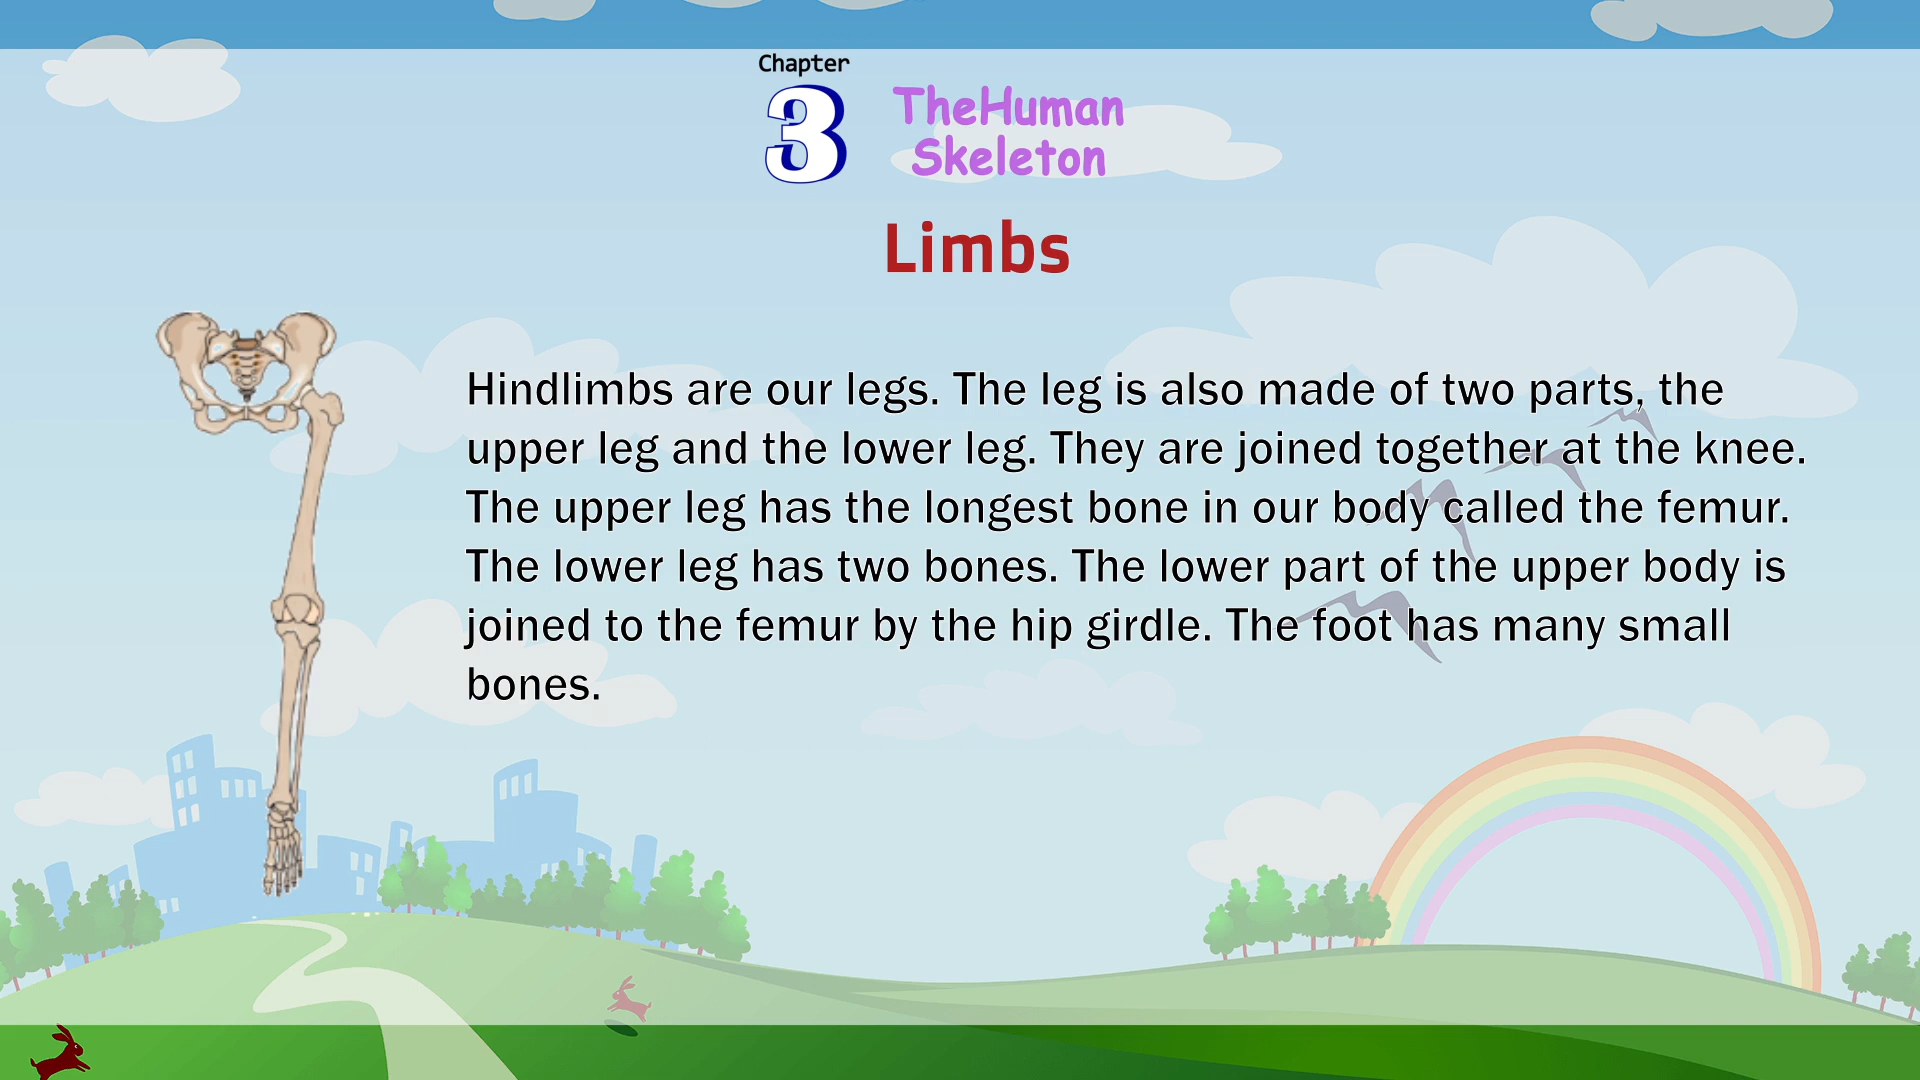 Chapter
3
TheHuman
Skeleton
Limbs
Hindlimbs are our legs. The leg is also made of two parts, the
upper leg and the lower leg. They are joined together at the knee.
The upper leg has the longest bone in our body called the femur.
The lower leg has two bones. The lower part of the upper body is
joined to the femur by the hip girdle. The foot has many small
bones.